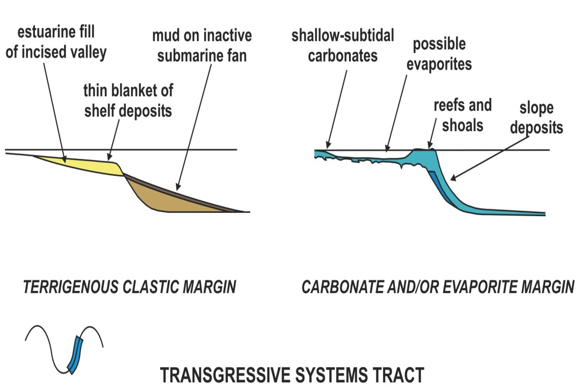 estuarine fill
of incised valley
mud on inactive
submarine fan
thin blanket of
shelf deposits
shallow-subtidal
carbonates
possible
evaporites
reefs and
shoals
slope
deposits
TERRIGENOUS CLASTIC MARGIN
CARBONATE AND/OR EVAPORITE MARGIN
TRANSGRESSIVE SYSTEMS TRACT